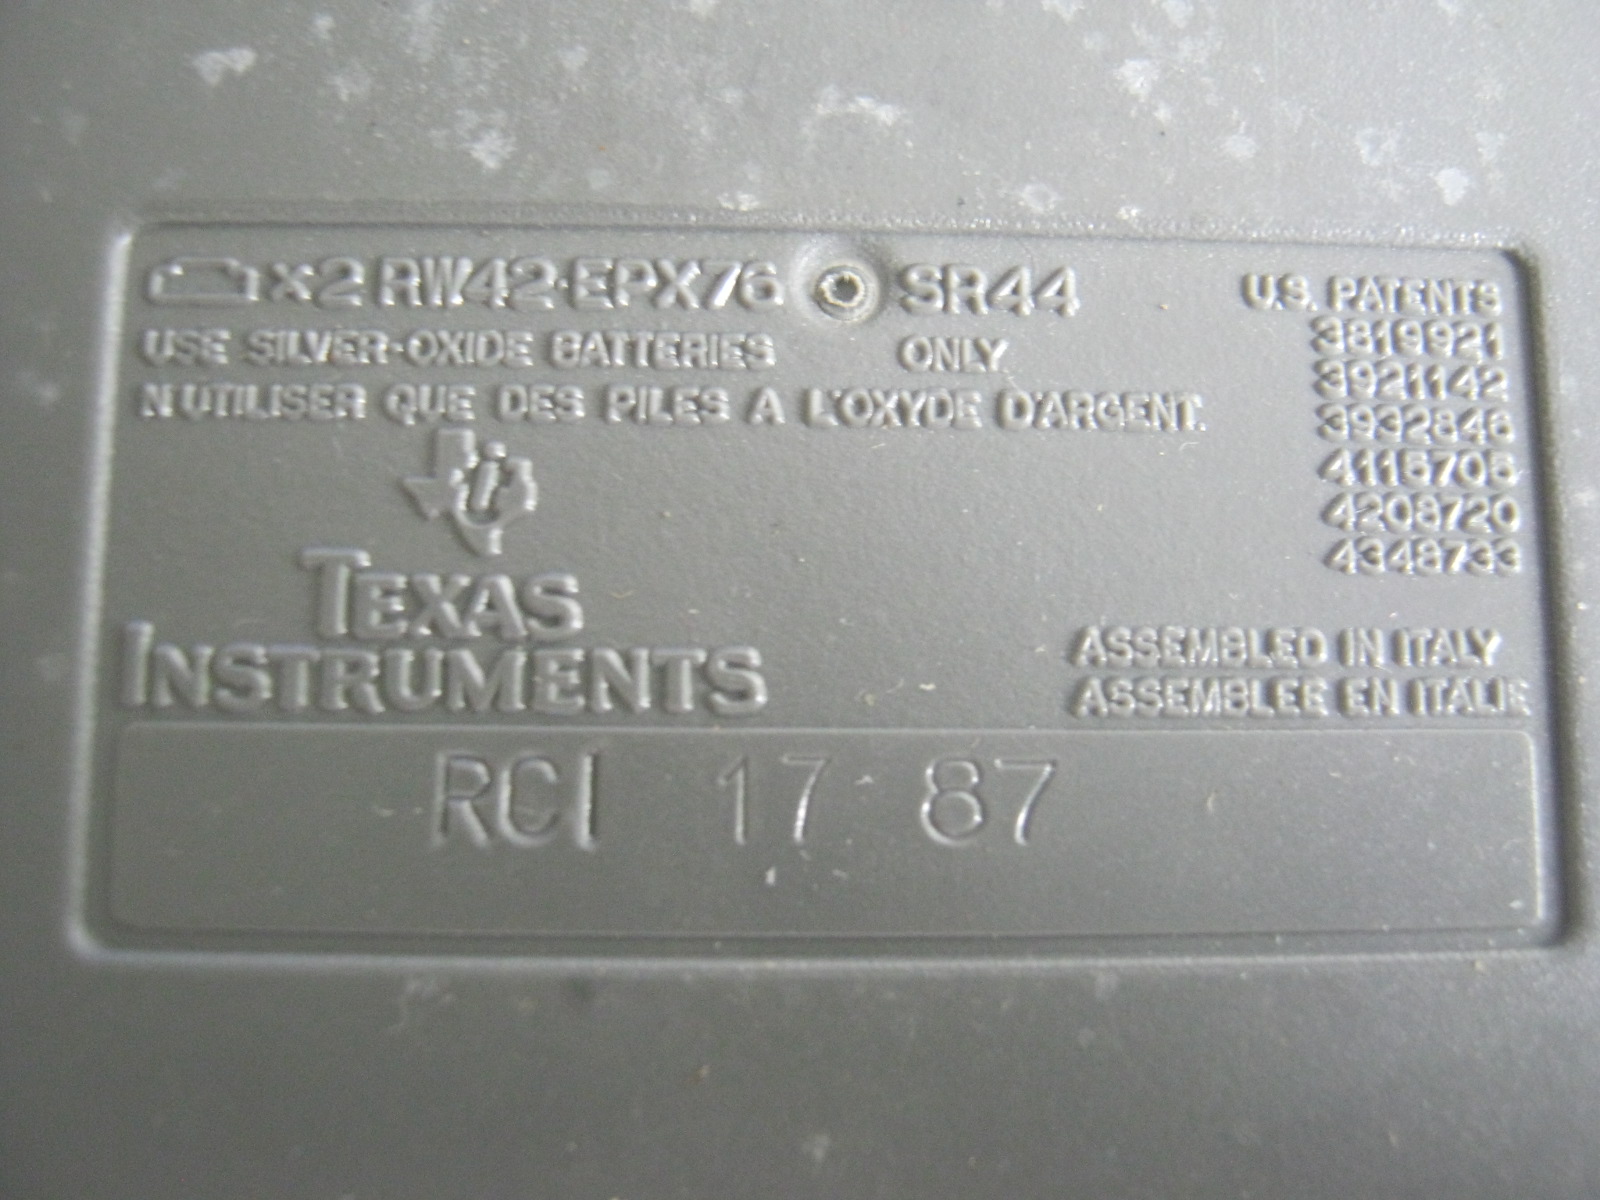 x2 RW42·EPX76 SR44
USE SILVER-OXIDE BATTERIES ONLY.
N'UTILISER QUE DES PILES A L'OXYDE D'ARGENT.
U.S. PATENTS
3819921
3921142
3932846
4115705
4208720
4348733
TEXAS
INSTRUMENTS
ASSEMBLED IN ITALY
ASSEMBLEE EN ITALIE
RCI 17 87